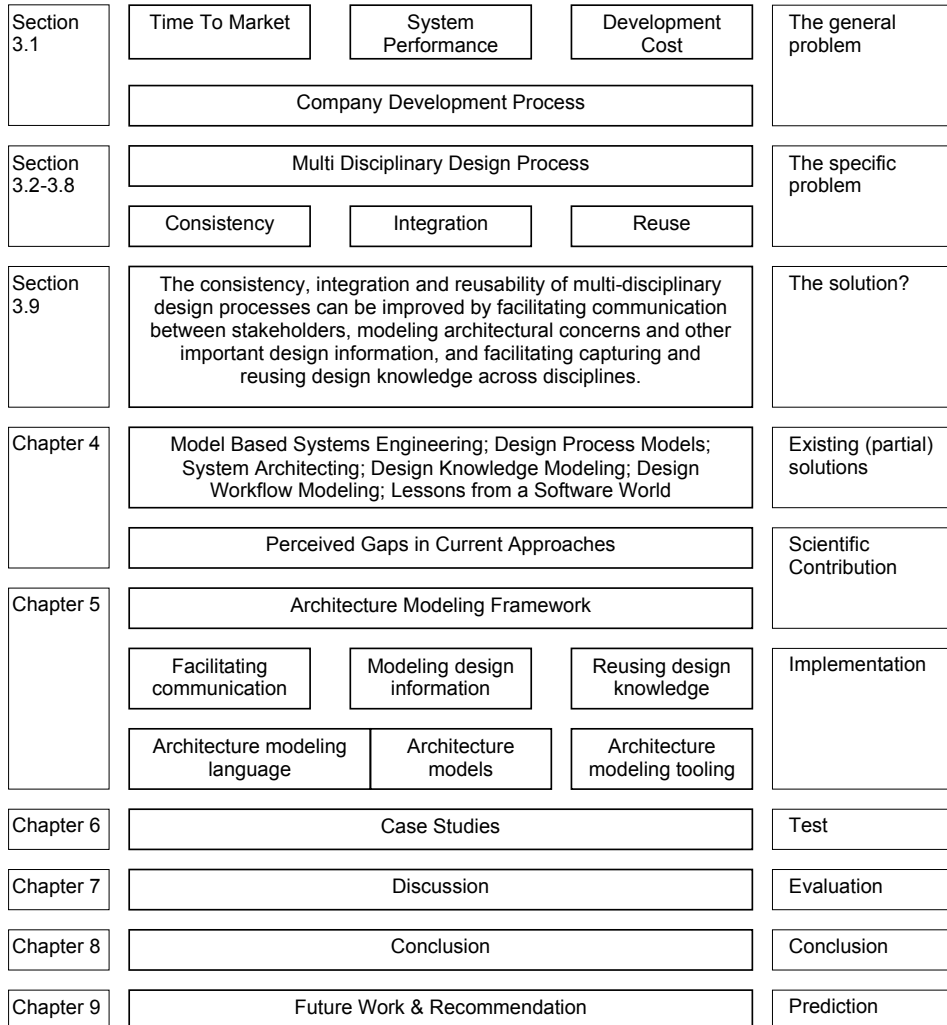 Section
3.1
Time To Market
System
Performance
Development
Cost
The general
problem
Company Development Process
Section
3.2-3.8
Multi Disciplinary Design Process
The specific
problem
Consistency
Integration
Reuse
Section
3.9
The consistency, integration and reusability of multi-disciplinary
design processes can be improved by facilitating communication
between stakeholders, modeling architectural concerns and other
important design information, and facilitating capturing and
reusing design knowledge across disciplines.
The solution?
Chapter 4
Model Based Systems Engineering; Design Process Models;
System Architecting; Design Knowledge Modeling; Design
Workflow Modeling; Lessons from a Software World
Existing (partial)
solutions
Perceived Gaps in Current Approaches
Scientific
Contribution
Chapter 5
Architecture Modeling Framework
Facilitating
communication
Modeling design
information
Reusing design
knowledge
Implementation
Architecture modeling
language
Architecture
models
Architecture
modeling tooling
Chapter 6
Case Studies
Test
Chapter 7
Discussion
Evaluation
Chapter 8
Conclusion
Conclusion
Chapter 9
Future Work & Recommendation
Prediction